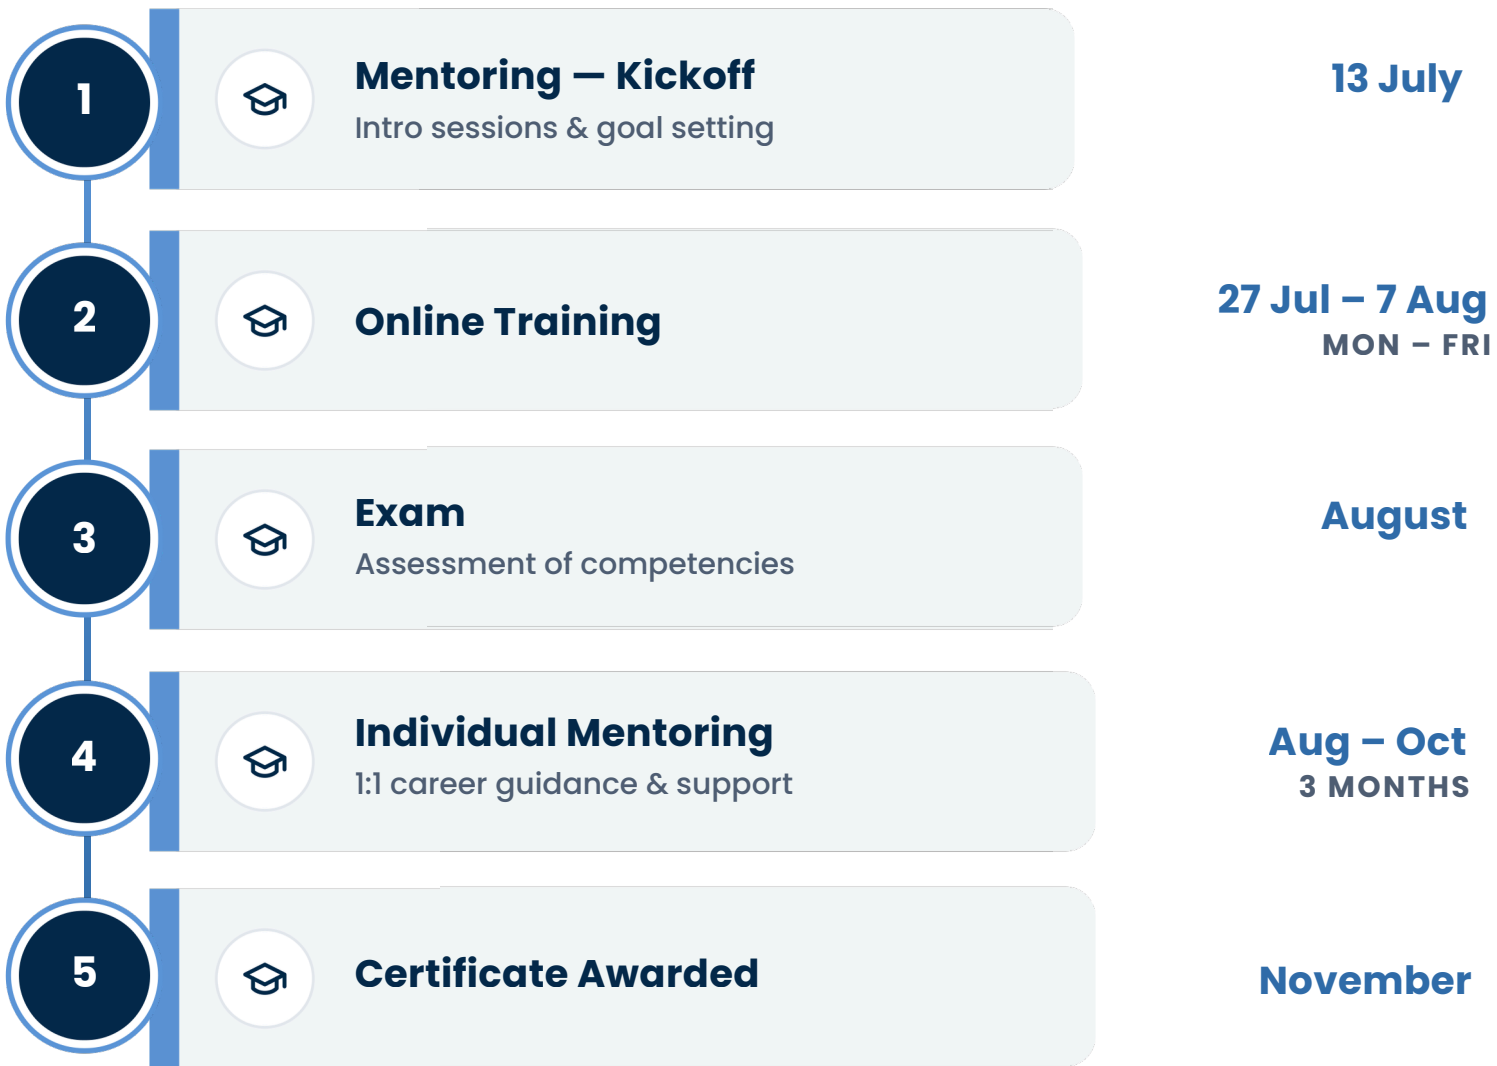 1
Mentoring — Kickoff
Intro sessions & goal setting
13 July
2
Online Training
27 Jul – 7 Aug
MON – FRI
3
Exam
Assessment of competencies
August
4
Individual Mentoring
1:1 career guidance & support
Aug – Oct
3 MONTHS
5
Certificate Awarded
November